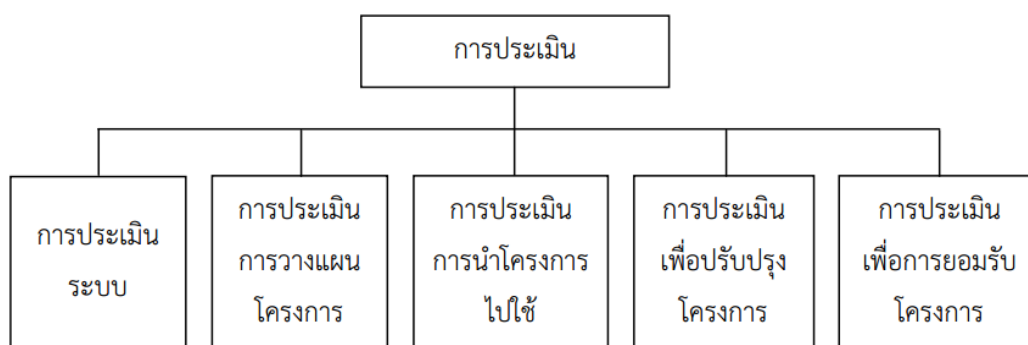 การประเมิน
การประเมิน
ระบบ
การประเมิน
การวางแผน
โครงการ
การประเมิน
การนำโครงการ
ไปใช้
การประเมิน
เพื่อปรับปรุง
โครงการ
การประเมิน
เพื่อการยอมรับ
โครงการ